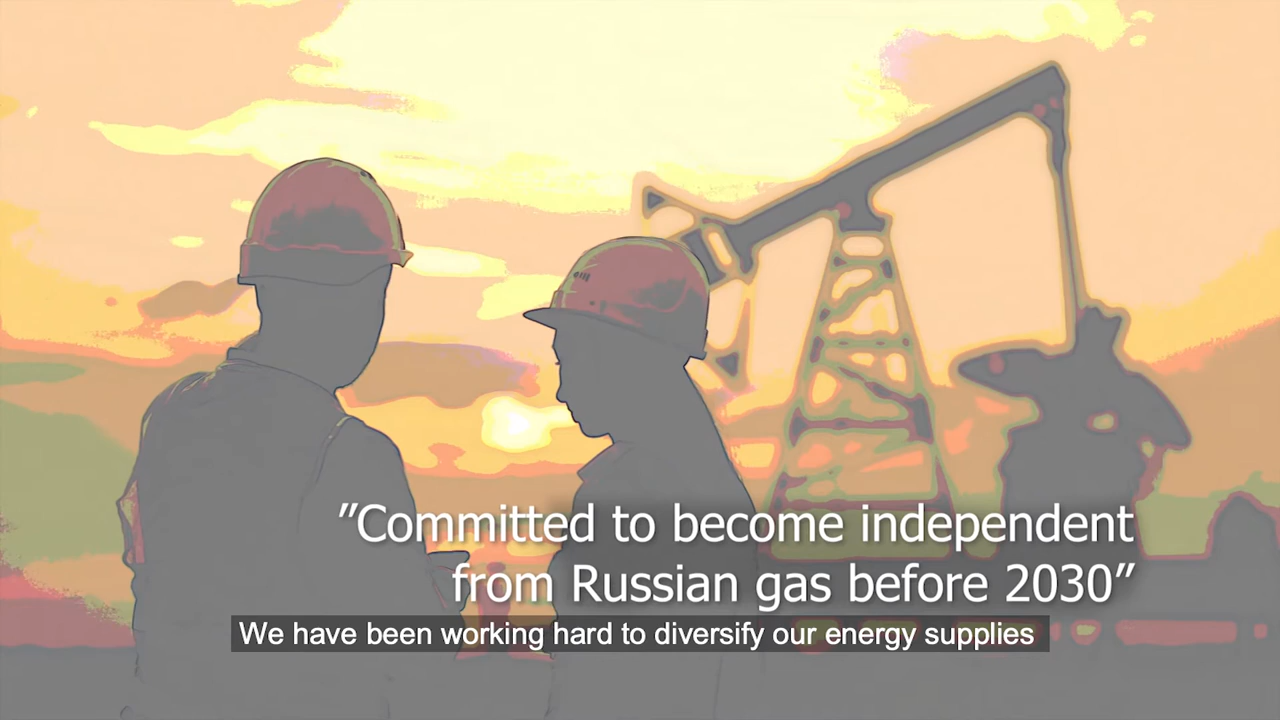 ”Committed to become independent
from Russian gas before 2030”
We have been working hard to diversify our energy supplies